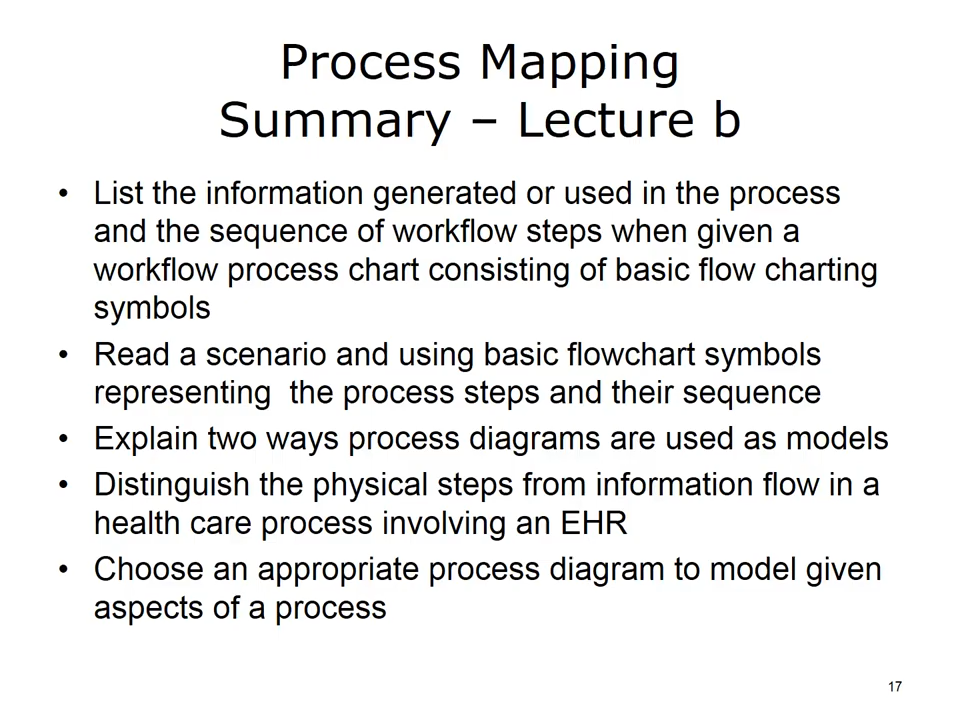 Process Mapping
Summary – Lecture b
• List the information generated or used in the process
and the sequence of workflow steps when given a
workflow process chart consisting of basic flow charting
symbols
• Read a scenario and using basic flowchart symbols
representing  the process steps and their sequence
• Explain two ways process diagrams are used as models
• Distinguish the physical steps from information flow in a
health care process involving an EHR
• Choose an appropriate process diagram to model given
aspects of a process
17